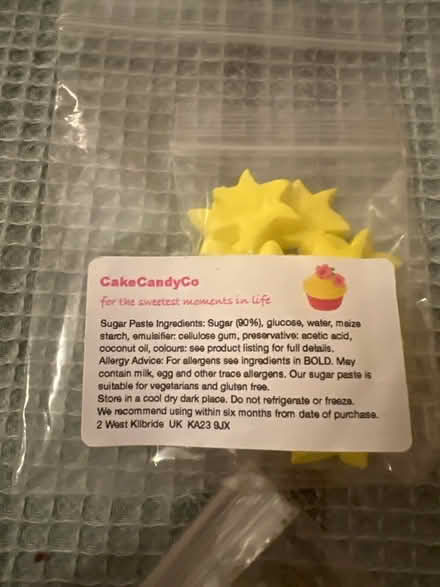 CakeCandyCo
for the sweetest moments in life
Sugar Paste Ingredients: Sugar (90%), glucose, water, maize
starch, emulsifier: cellulose gum, preservative: acetic acid,
coconut oil, colours: see product listing for full details.
Allergy Advice: For allergens see ingredients in BOLD. May
contain milk, egg and other trace allergens. Our sugar paste is
suitable for vegetarians and gluten free.
Store in a cool dry dark place. Do not refrigerate or freeze.
We recommend using within six months from date of purchase.
2 West Kilbride UK KA23 9JX